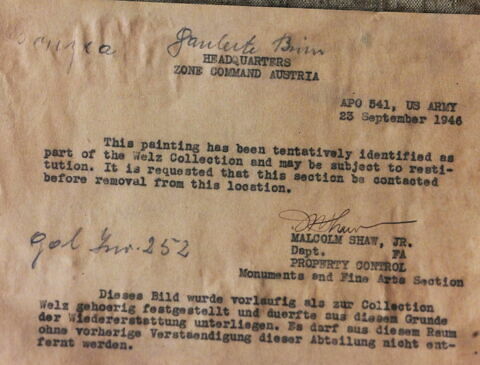 HEADQUARTERS
ZONE COMMAND AUSTRIA
APO 541, US ARMY
23 September 1946
This painting has been tentatively identified as
part of the Welz Collection and may be subject to resti-
tution. It is requested that this section be contacted
before removal from this location.
MALCOLM SHAW, JR.
Dapt. FA
PROPERTY CONTROL
Monuments and Fine Arts Section
gal Inv. 252
Dieses Bild wurde vorlaufig als zur Collection
Welz gehoerig festgestellt und duerfte aus diesem Grunde
der Wiedererstattung unterliegen. Es darf aus diesem Raum
ohne vorherige Verstaendigung dieser Abteilung nicht ent-
fernt werden.